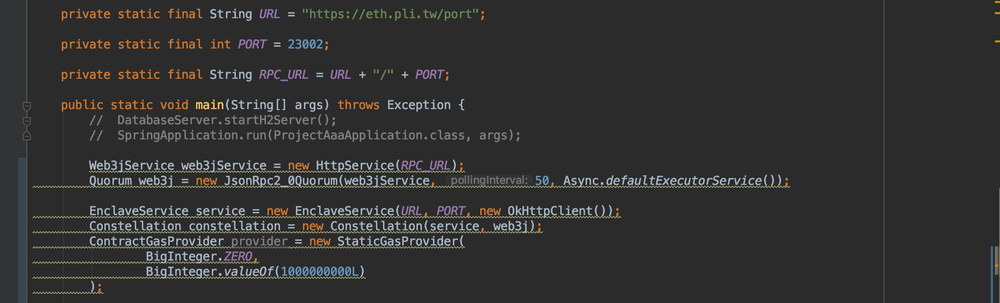 private static final String URL = "https://eth.pli.tw/port";
private static final int PORT = 23002;
private static final String RPC_URL = URL + "/" + PORT;
public static void main(String[] args) throws Exception {
//  DatabaseServer.startH2Server();
//  SpringApplication.run(ProjectAaaApplication.class, args);
Web3jService web3jService = new HttpService(RPC_URL);
Quorum web3j = new JsonRpc2_0Quorum(web3jService, pollingInterval: 50, Async.defaultExecutorService());
EnclaveService service = new EnclaveService(URL, PORT, new OkHttpClient());
Constellation constellation = new Constellation(service, web3j);
ContractGasProvider provider = new StaticGasProvider(
BigInteger.ZERO,
BigInteger.valueOf(1000000000L)
);